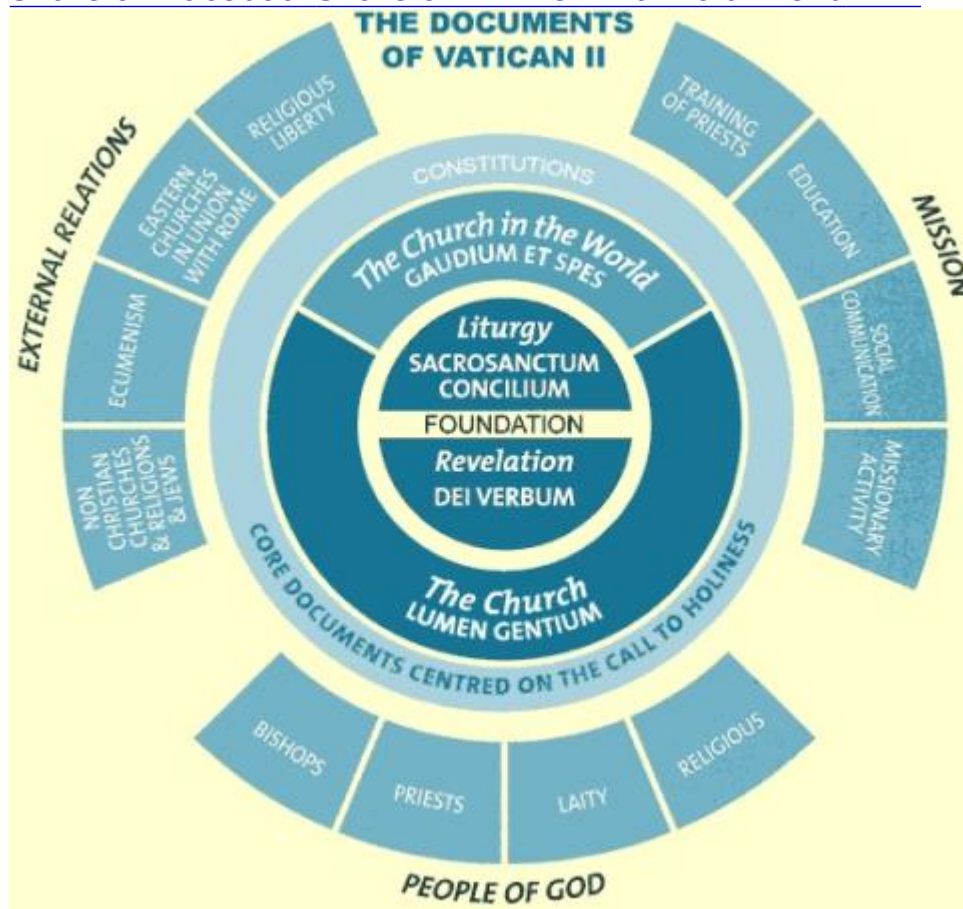 THE DOCUMENTS
OF VATICAN II
EXTERNAL RELATIONS
RELIGIOUS
LIBERTY
EASTERN
CHURCHES
IN UNION
WITH ROME
ECUMENISM
NON
CHRISTIAN
CHURCHES
& RELIGIONS
& JEWS
MISSION
TRAINING
OF PRIESTS
EDUCATION
SOCIAL
COMMUNICATION
MISSIONARY
ACTIVITY
CONSTITUTIONS
The Church in the World
GAUDIUM ET SPES
Liturgy
SACROSANCTUM
CONCILIUM
FOUNDATION
Revelation
DEI VERBUM
The Church
LUMEN GENTIUM
CORE DOCUMENTS CENTRED ON THE CALL TO HOLINESS
BISHOPS
PRIESTS
LAITY
RELIGIOUS
PEOPLE OF GOD